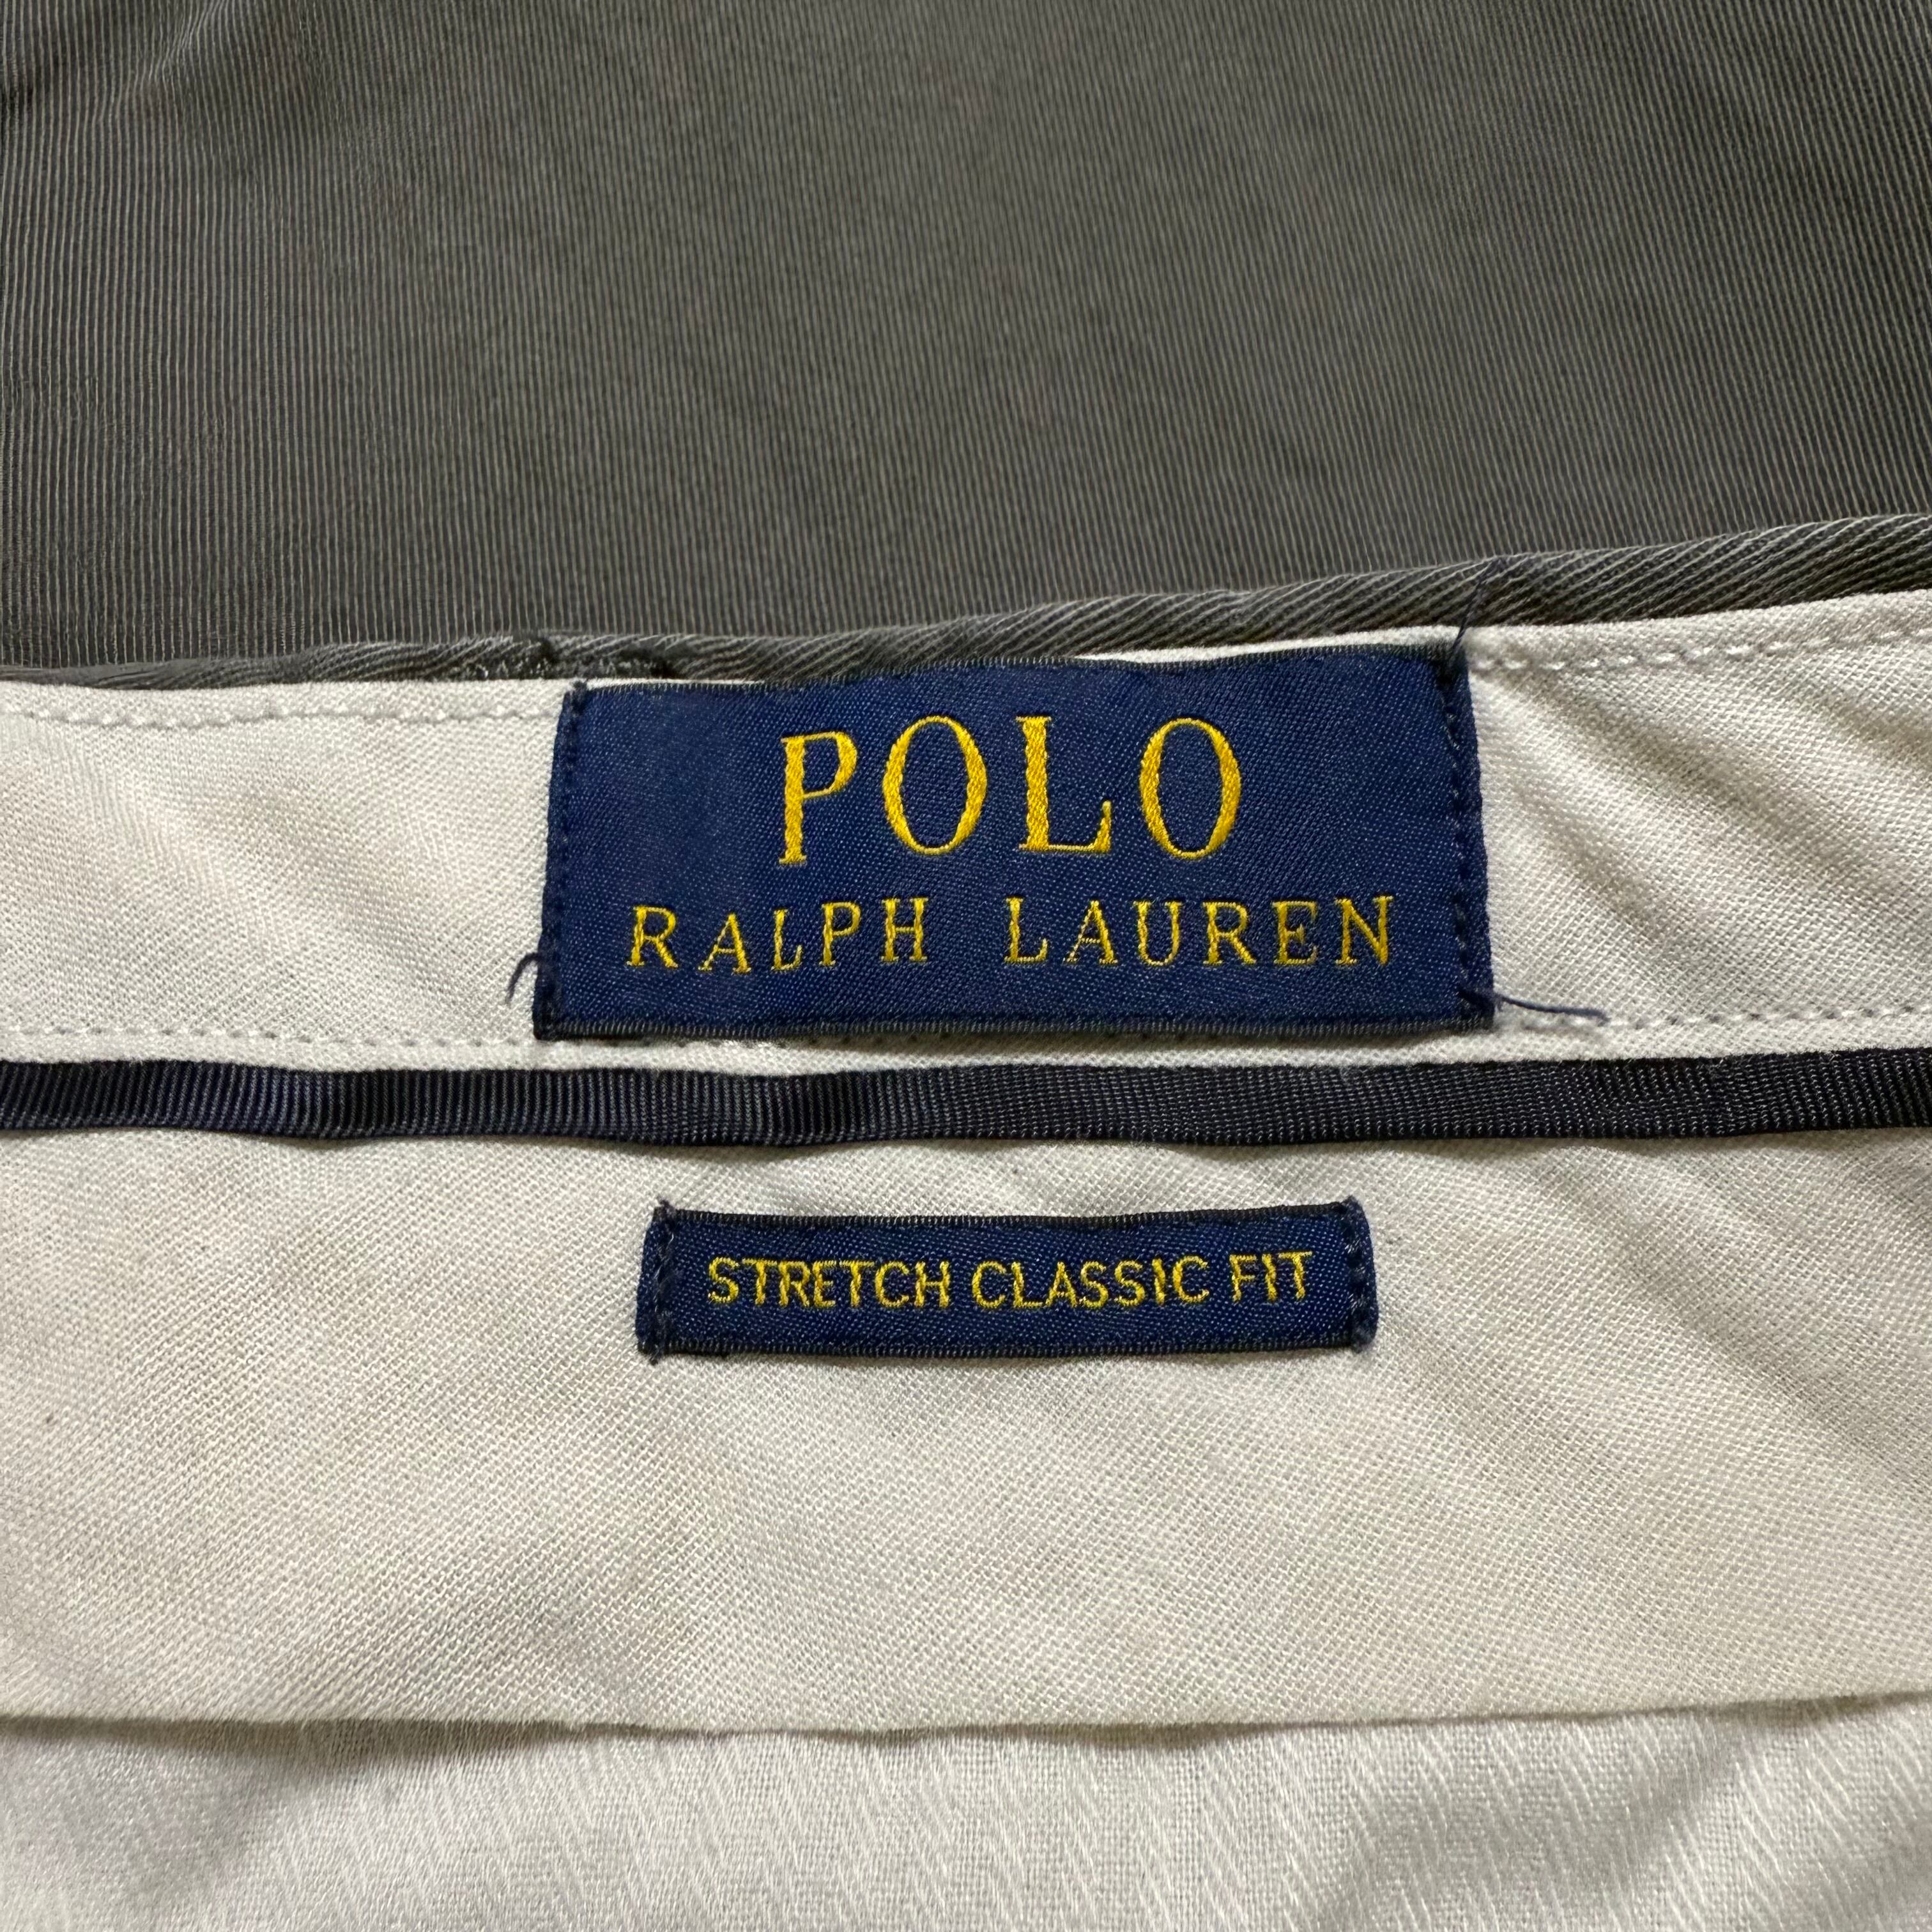 POLO
RALPH LAUREN
STRETCH CLASSIC FIT